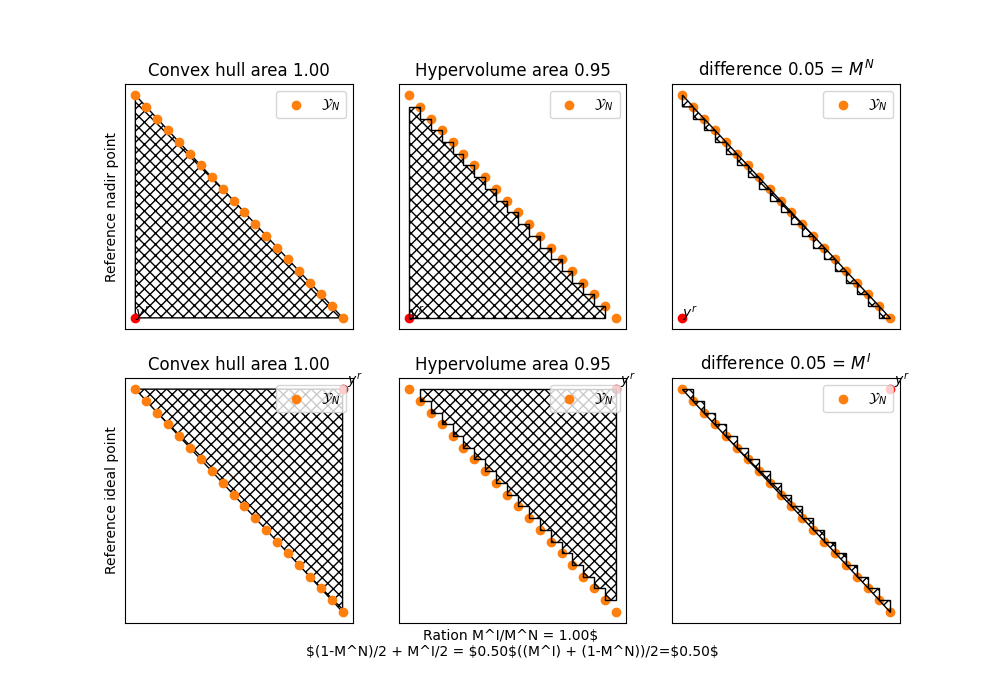 Convex hull area 1.00
Hypervolume area 0.95
difference 0.05 = M^N
𝒴_N
𝒴_N
𝒴_N
Reference nadir point
y^r
Convex hull area 1.00
Hypervolume area 0.95
difference 0.05 = M^I
y^r
y^r
y^r
𝒴_N
𝒴_N
𝒴_N
Reference ideal point
Ration M^I/M^N = 1.00$
$(1-M^N)/2 + M^I/2 = $0.50$((M^I) + (1-M^N))/2=$0.50$